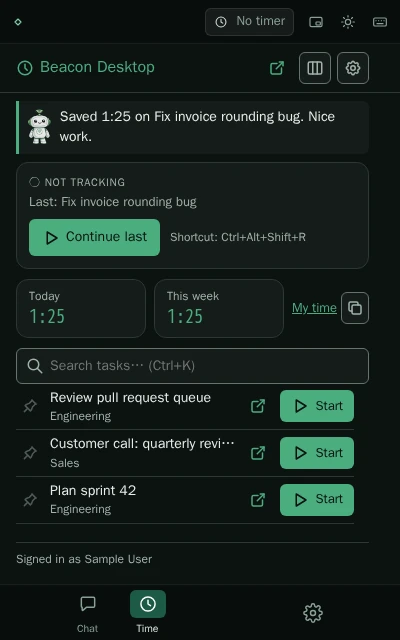 No timer
Beacon Desktop
Saved 1:25 on Fix invoice rounding bug. Nice
work.
NOT TRACKING
Last: Fix invoice rounding bug
Continue last
Shortcut: Ctrl+Alt+Shift+R
Today
1:25
This week
1:25
My time
Search tasks··· (Ctrl+K)
Review pull request queue
Engineering
Start
Customer call: quarterly revi···
Sales
Start
Plan sprint 42
Engineering
Start
Signed in as Sample User
Chat
Time